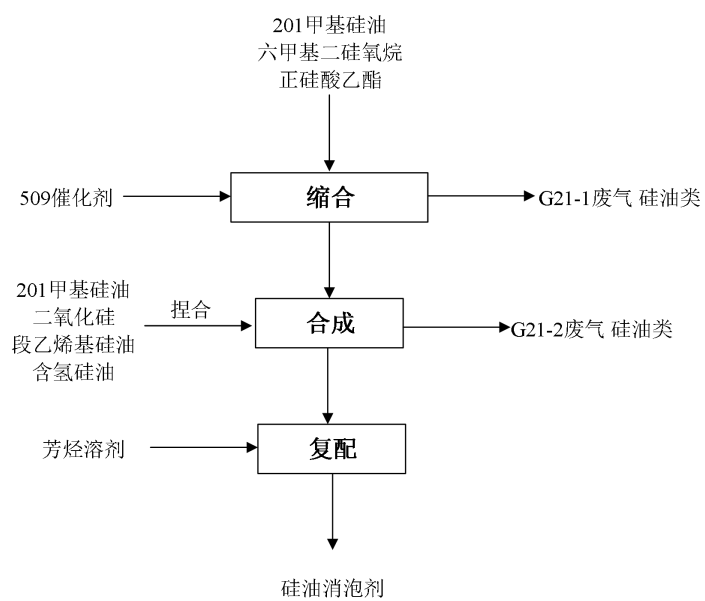 201甲基硅油
六甲基二硅氧烷
正硅酸乙酯
509催化剂
缩合
G21-1废气 硅油类
201甲基硅油
二氧化硅
段乙烯基硅油
含氢硅油
捏合
合成
G21-2废气 硅油类
芳烃溶剂
复配
硅油消泡剂